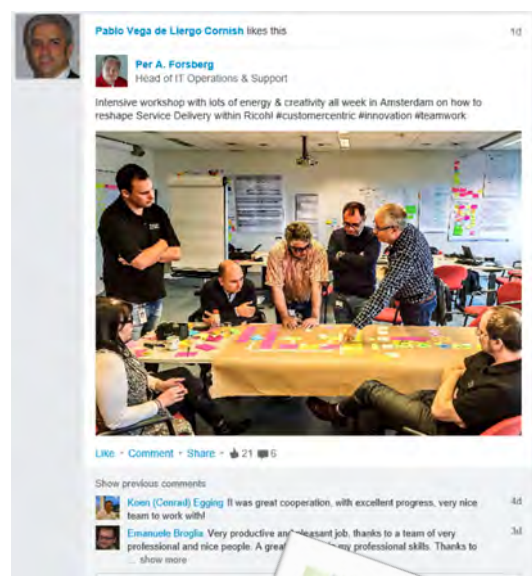 Pablo Vega de Liergo Cornish likes this
1d
Per A. Forsberg
Head of IT Operations & Support
Intensive workshop with lots of energy & creativity all week in Amsterdam on how to
reshape Service Delivery within Ricoh! #customercentric #innovation #teamwork
Like · Comment · Share · 21 6
Show previous comments
Koen (Conrad) Egging It was great cooperation, with excellent progress, very nice
4d
team to work with!
Emanuele Broglia Very productive and pleasant job, thanks to a team of very
3d
professional and nice people. A great my professional skills. Thanks to
... show more